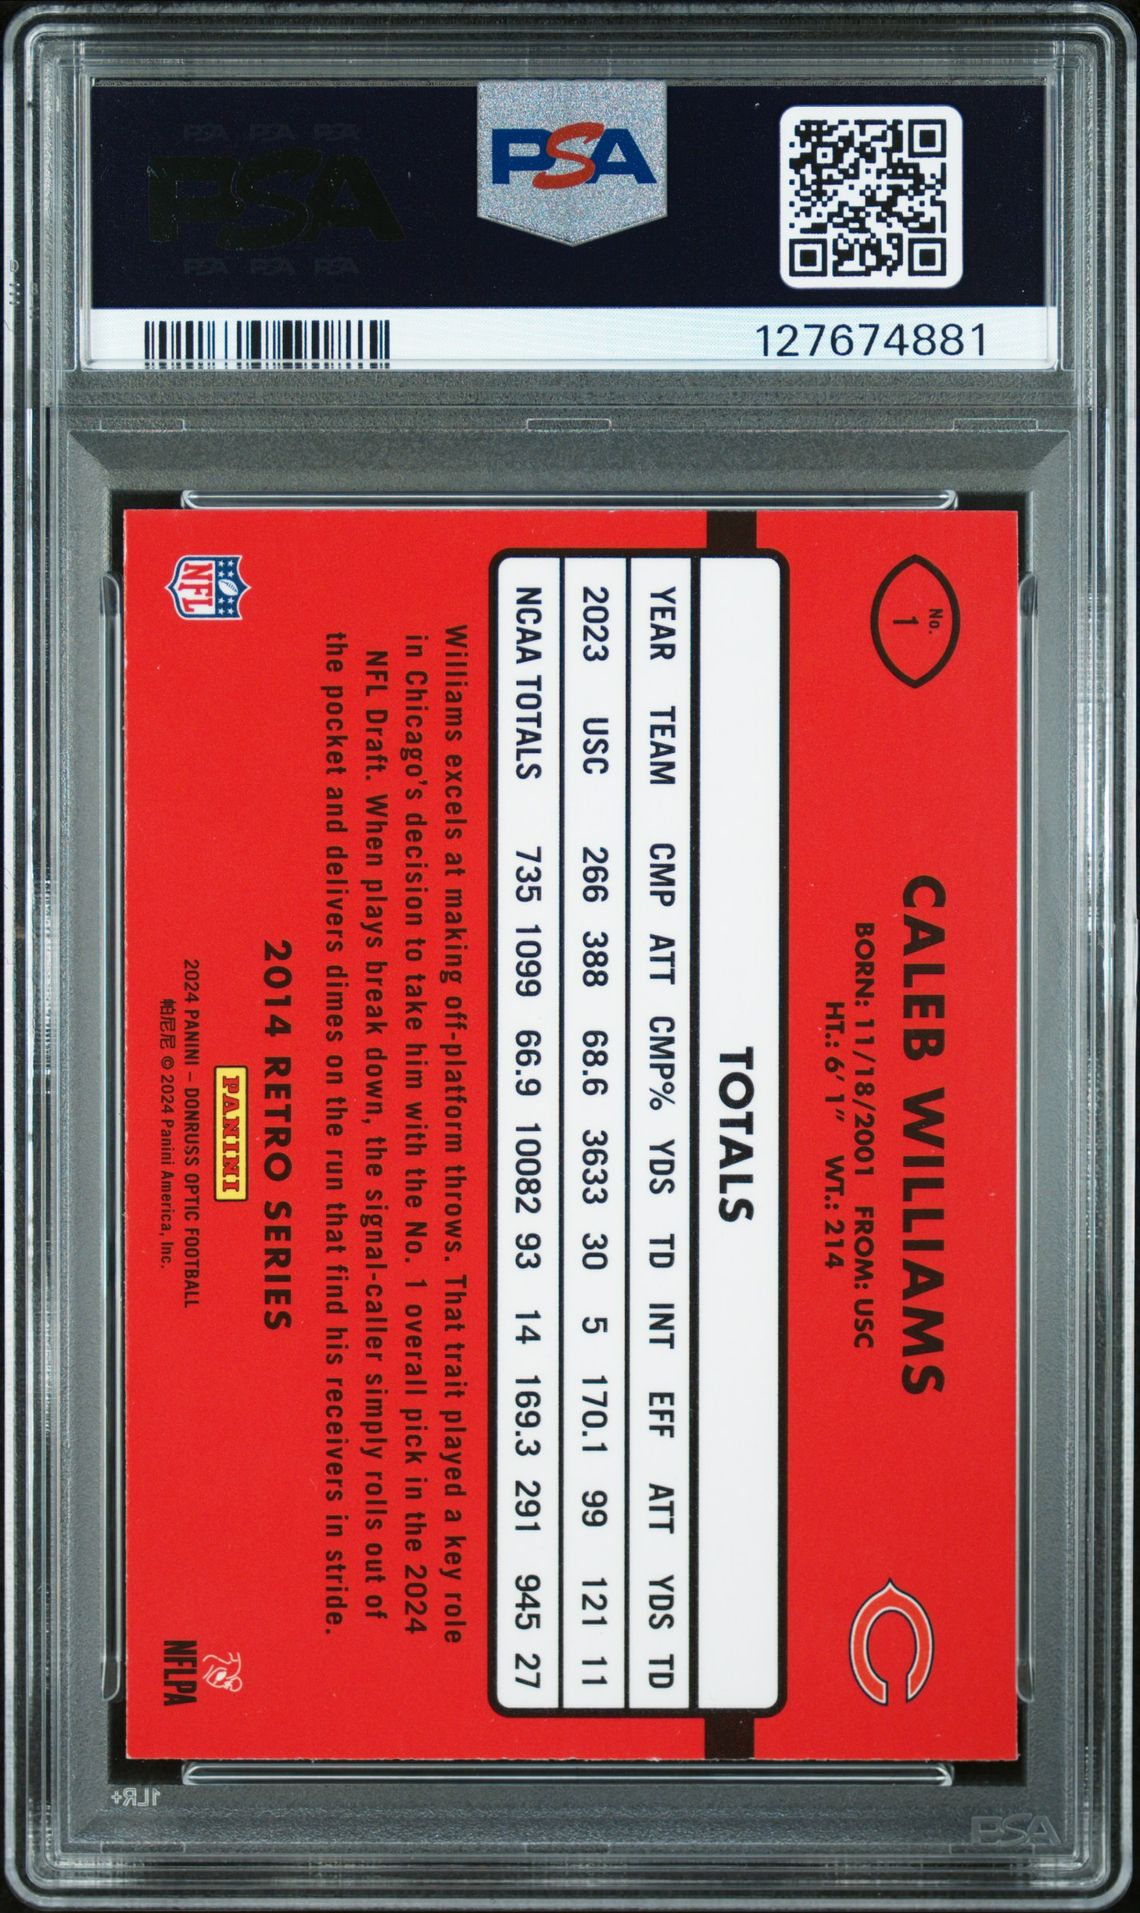 PSA PSA PSA
PSA
PSA PSA PSA
PSA
127674881
No.
1
CALEB WILLIAMS
BORN: 11/18/2001 FROM: USC
HT.: 6' 1" WT.: 214
TOTALS
YEAR TEAM CMP ATT CMP% YDS TD INT EFF ATT YDS TD
2023 USC 266 388 68.6 3633 30 5 170.1 99 121 11
NCAA TOTALS 735 1099 66.9 10082 93 14 169.3 291 945 27
Williams excels at making off-platform throws. That trait played a key role
in Chicago's decision to take him with the No. 1 overall pick in the 2024
NFL Draft. When plays break down, the signal-caller simply rolls out of
the pocket and delivers dimes on the run that find his receivers in stride.
2014 RETRO SERIES
PANINI
2024 PANINI – DONRUSS OPTIC FOOTBALL
帕尼尼 © 2024 Panini America, Inc.
NFL
NFLPA
1LR+
PSA